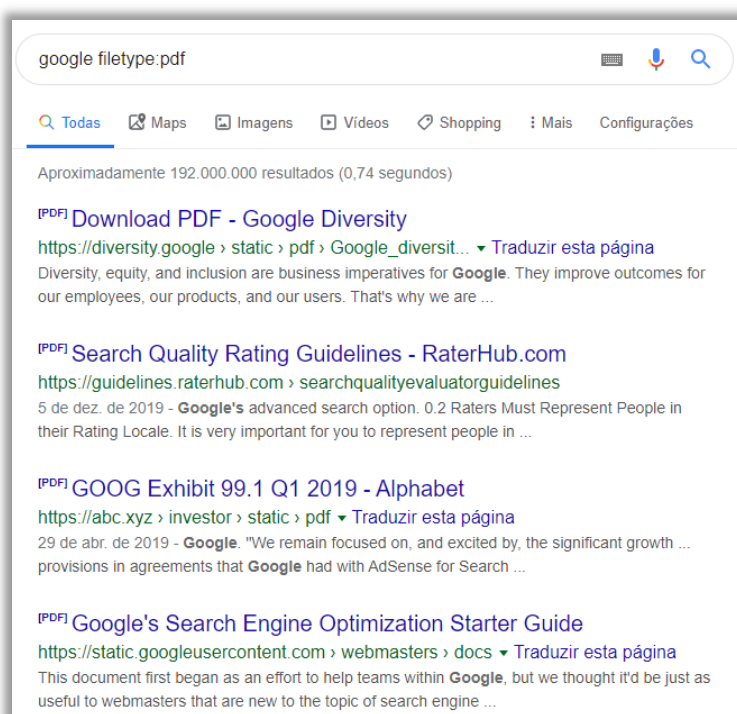 google filetype:pdf
Todas Maps Imagens Vídeos Shopping Mais Configurações
Aproximadamente 192.000.000 resultados (0,74 segundos)
[PDF] Download PDF - Google Diversity
https://diversity.google › static › pdf › Google_diversit... ▾ Traduzir esta página
Diversity, equity, and inclusion are business imperatives for Google. They improve outcomes for
our employees, our products, and our users. That's why we are ...
[PDF] Search Quality Rating Guidelines - RaterHub.com
https://guidelines.raterhub.com › searchqualityevaluatorguidelines
5 de dez. de 2019 - Google's advanced search option. 0.2 Raters Must Represent People in
their Rating Locale. It is very important for you to represent people in ...
[PDF] GOOG Exhibit 99.1 Q1 2019 - Alphabet
https://abc.xyz › investor › static › pdf ▾ Traduzir esta página
29 de abr. de 2019 - Google. "We remain focused on, and excited by, the significant growth ...
provisions in agreements that Google had with AdSense for Search ...
[PDF] Google's Search Engine Optimization Starter Guide
https://static.googleusercontent.com › webmasters › docs ▾ Traduzir esta página
This document first began as an effort to help teams within Google, but we thought it'd be just as
useful to webmasters that are new to the topic of search engine ...